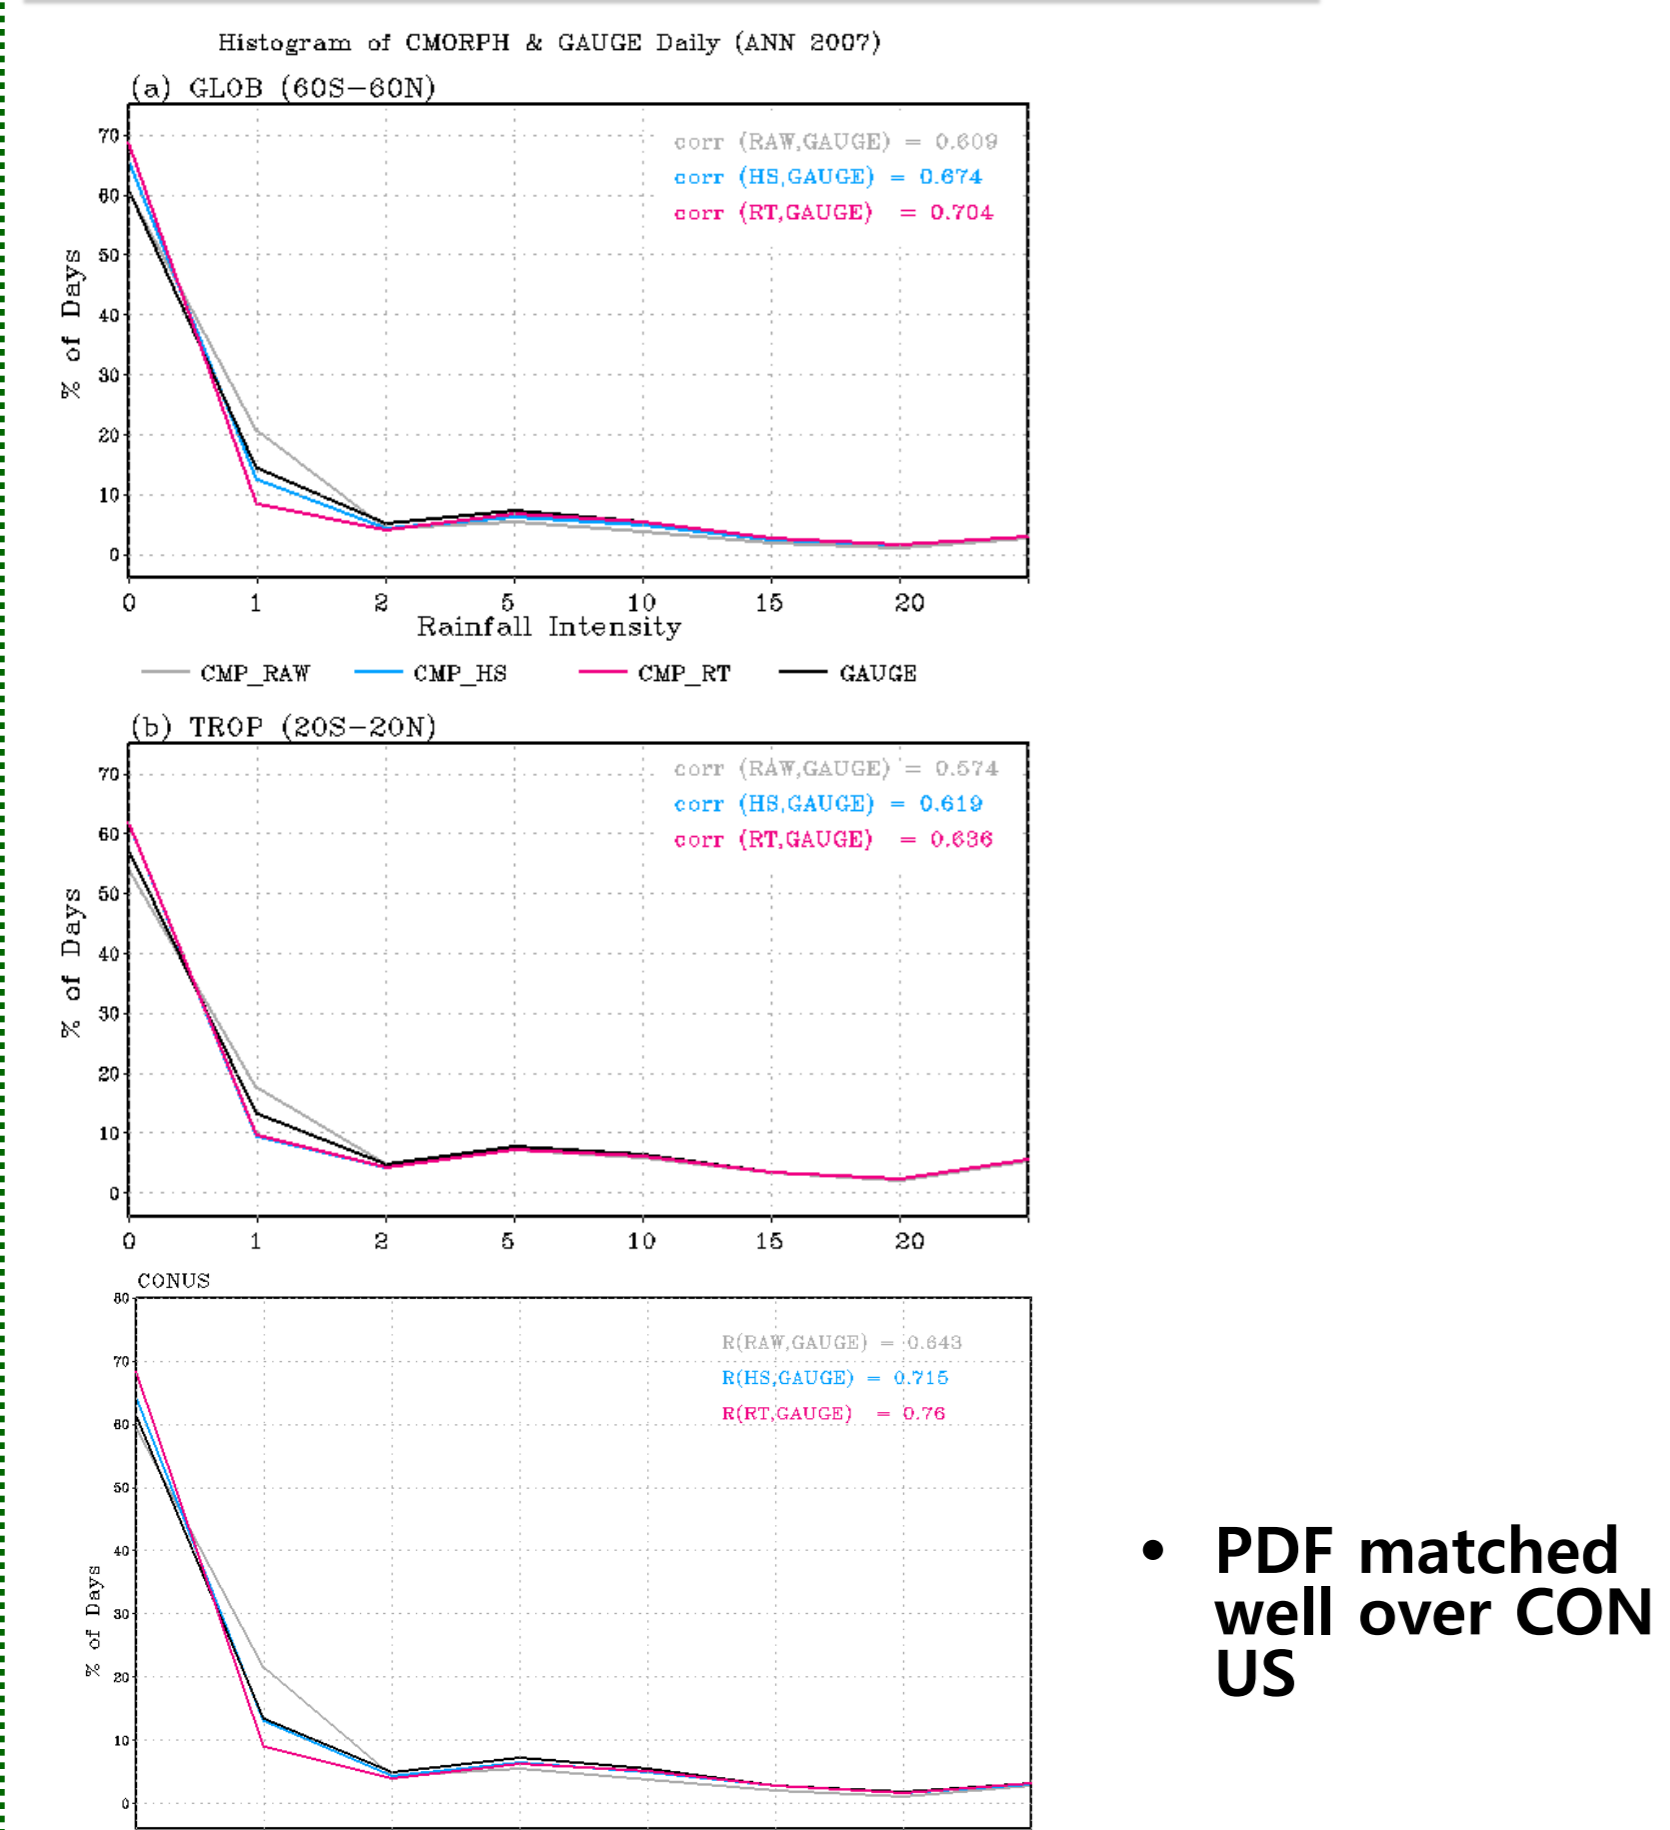 Histogram of CMORPH & GAUGE Daily (ANN 2007)
(a) GLOB (60S-60N)
corr (RAW,GAUGE) = 0.609
corr (HS,GAUGE) = 0.674
corr (RT,GAUGE) = 0.704
% of Days
70
60
50
40
30
20
10
0
0 1 2 5 10 15 20
Rainfall Intensity
CMP_RAW CMP_HS CMP_RT GAUGE
(b) TROP (20S-20N)
corr (RAW,GAUGE) = 0.574
corr (HS,GAUGE) = 0.619
corr (RT,GAUGE) = 0.636
% of Days
70
60
50
40
30
20
10
0
0 1 2 5 10 15 20
CONUS
R(RAW,GAUGE) = 0.643
R(HS,GAUGE) = 0.715
R(RT,GAUGE) = 0.76
% of Days
80
70
60
50
40
30
20
10
0
• PDF matched
well over CON
US